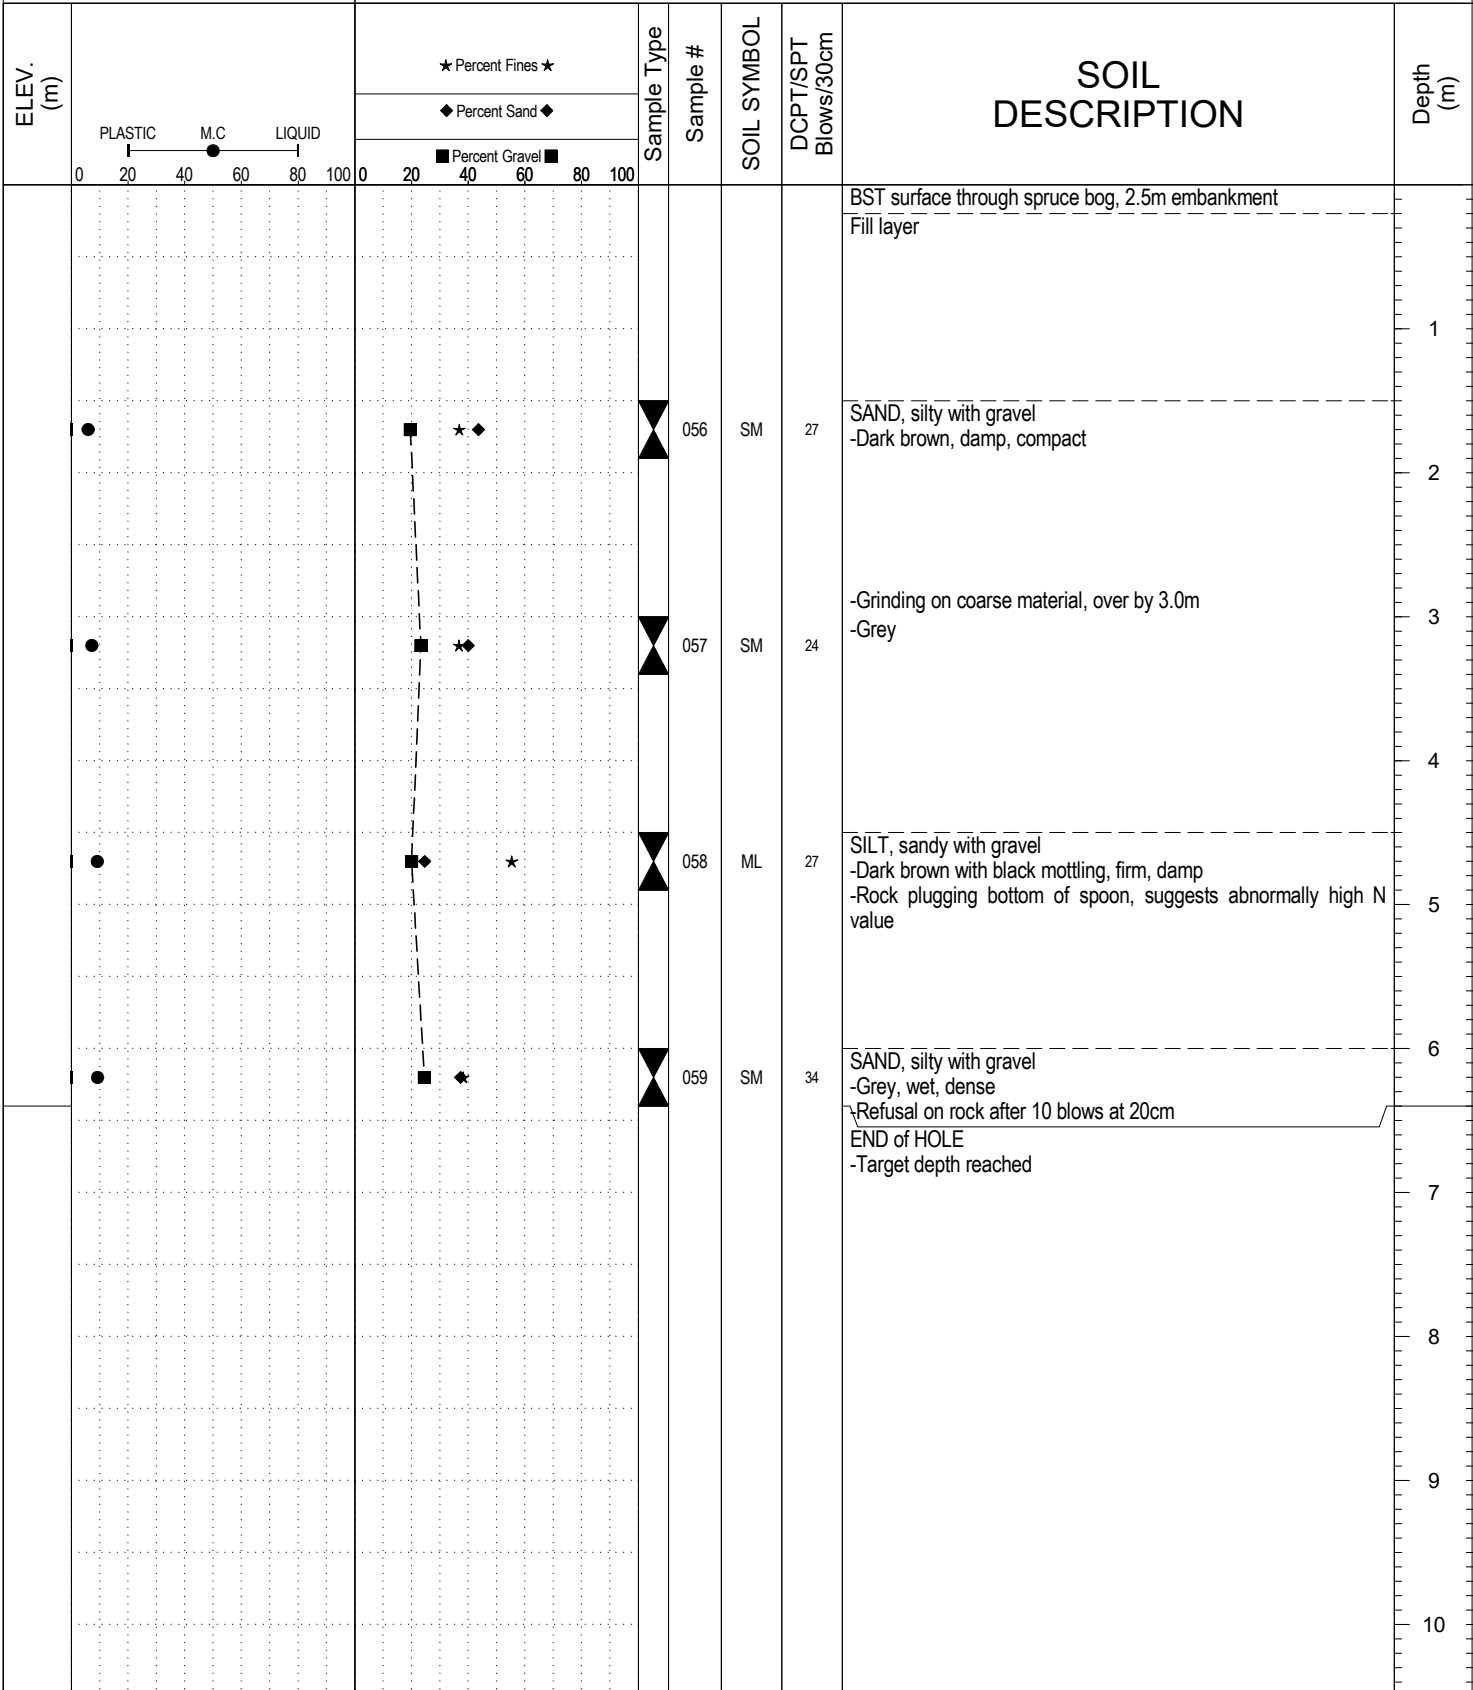 ELEV.
(m)
PLASTIC M.C LIQUID
0 20 40 60 80 100
★ Percent Fines ★
◆ Percent Sand ◆
■ Percent Gravel ■
0 20 40 60 80 100
Sample Type
Sample #
SOIL SYMBOL
DCPT/SPT
Blows/30cm
SOIL
DESCRIPTION
Depth
(m)
BST surface through spruce bog, 2.5m embankment
Fill layer
1
056 SM 27
SAND, silty with gravel
-Dark brown, damp, compact
2
-Grinding on coarse material, over by 3.0m
3
-Grey
057 SM 24
4
SILT, sandy with gravel
058 ML 27
-Dark brown with black mottling, firm, damp
-Rock plugging bottom of spoon, suggests abnormally high N
value
5
6
SAND, silty with gravel
059 SM 34
-Grey, wet, dense
-Refusal on rock after 10 blows at 20cm
END of HOLE
-Target depth reached
7
8
9
10